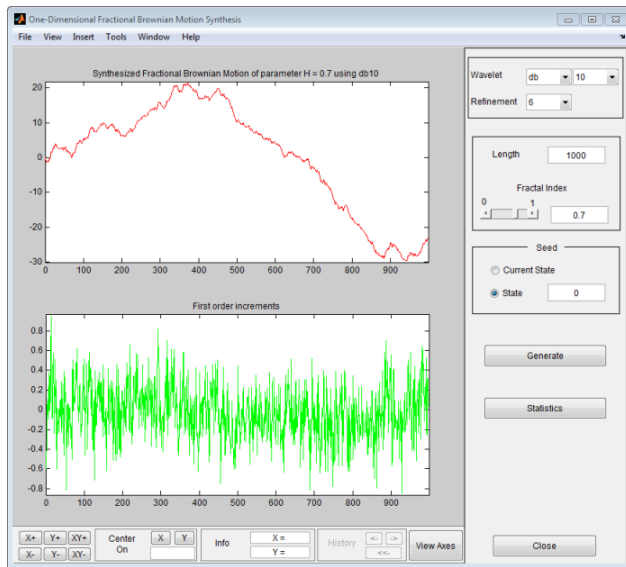 One-Dimensional Fractional Brownian Motion Synthesis
File View Insert Tools Window Help
Synthesized Fractional Brownian Motion of parameter H = 0.7 using db10
20
10
0
-10
-20
-30
0 100 200 300 400 500 600 700 800 900
First order increments
0.8
0.6
0.4
0.2
0
-0.2
-0.4
-0.6
-0.8
0 100 200 300 400 500 600 700 800 900
Wavelet db 10
Refinement 6
Length 1000
Fractal Index
0 1
0.7
Seed
Current State
State 0
Generate
Statistics
X+ Y+ XY+
X- Y- XY-
Center
On
X Y
Info
X =
Y =
History
<- ->
<<-
View Axes
Close